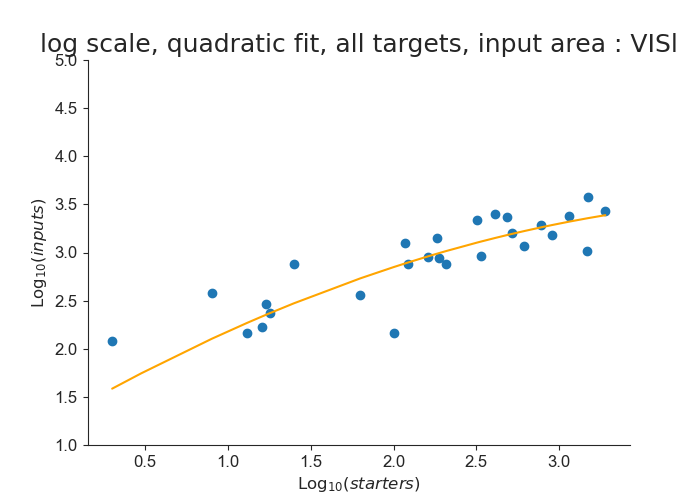 log scale, quadratic fit, all targets, input area : VISl
5.0
4.5
4.0
3.5
3.0
2.5
2.0
1.5
1.0
Log₁₀(inputs)
0.5 1.0 1.5 2.0 2.5 3.0
Log₁₀(starters)